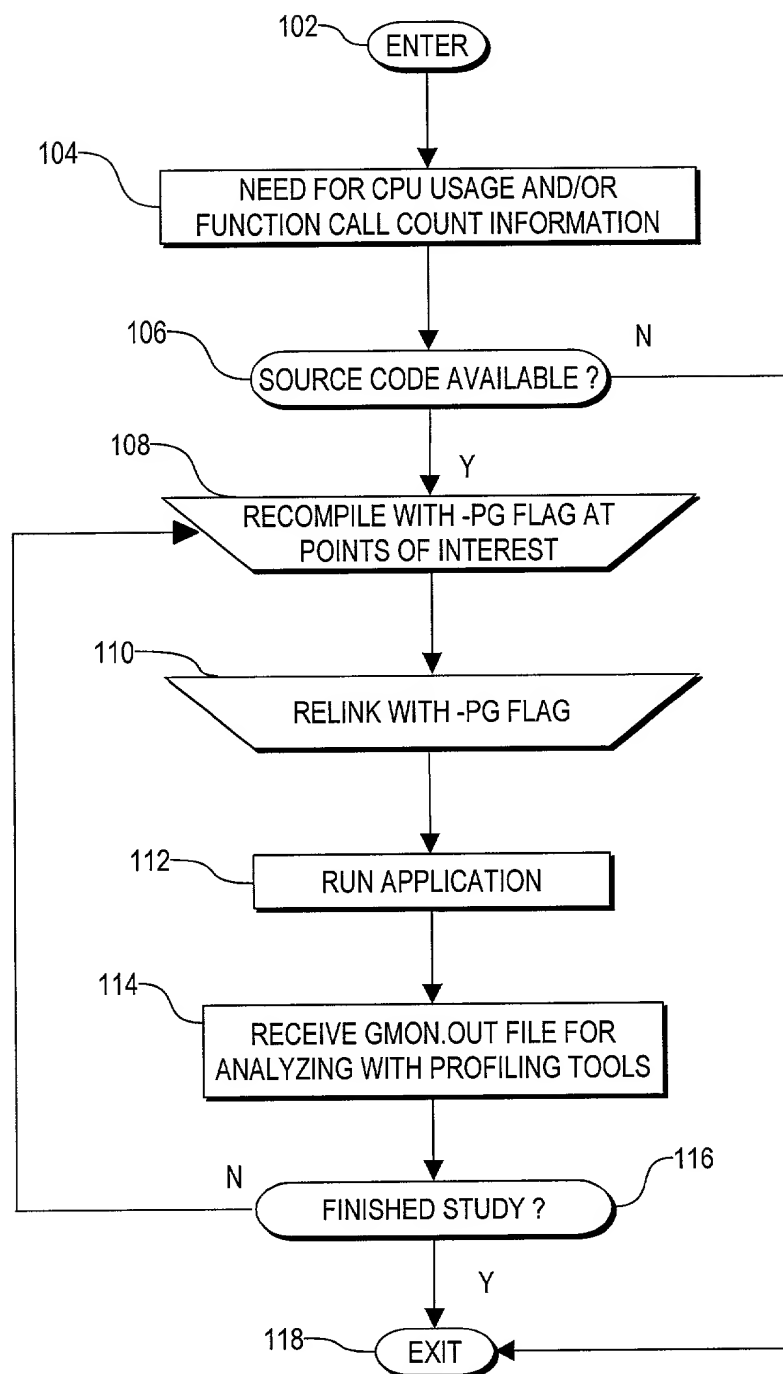 102
ENTER
104
NEED FOR CPU USAGE AND/OR
FUNCTION CALL COUNT INFORMATION
106
N
SOURCE CODE AVAILABLE ?
Y
108
RECOMPILE WITH -PG FLAG AT
POINTS OF INTEREST
110
RELINK WITH -PG FLAG
112
RUN APPLICATION
114
RECEIVE GMON.OUT FILE FOR
ANALYZING WITH PROFILING TOOLS
N
116
FINISHED STUDY ?
Y
118
EXIT